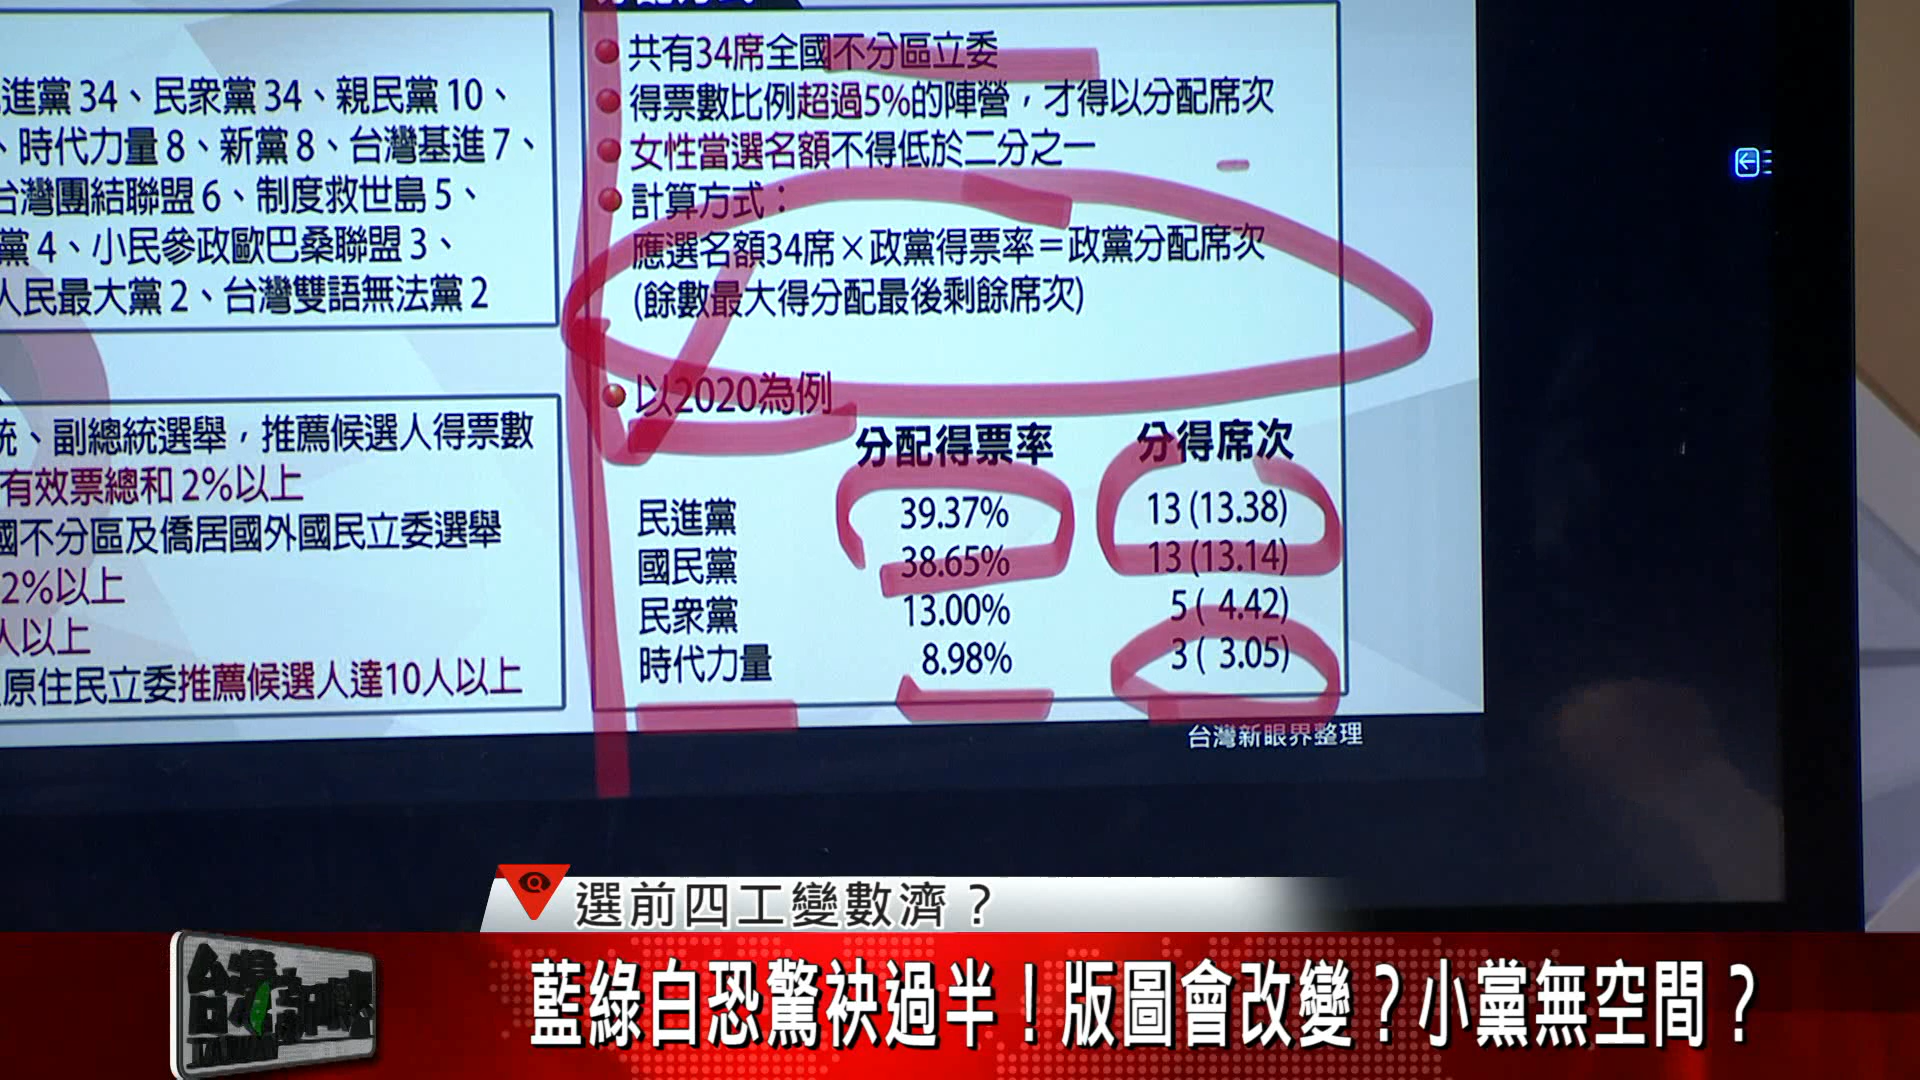 進黨 34、民衆黨 34、親民黨 10、
、時代力量 8、新黨 8、台灣基進 7、
台灣團結聯盟 6、制度救世島 5、
黨 4、小民參政歐巴桑聯盟 3、
人民最大黨 2、台灣雙語無法黨 2
統、副總統選舉，推薦候選人得票數
有效票總和 2%以上
國不分區及僑居國外國民立委選舉
2%以上
人以上
原住民立委推薦候選人達10人以上
共有34席全國不分區立委
得票數比例超過5%的陣營，才得以分配席次
女性當選名額不得低於二分之一
計算方式：
應選名額34席×政黨得票率＝政黨分配席次
(餘數最大得分配最後剩餘席次)
以2020為例
分配得票率 分得席次
民進黨 39.37% 13 (13.38)
國民黨 38.65% 13 (13.14)
民衆黨 13.00% 5 ( 4.42)
時代力量 8.98% 3 ( 3.05)
台灣新眼界整理
選前四工變數濟？
藍綠白恐驚袂過半！版圖會改變？小黨無空間？